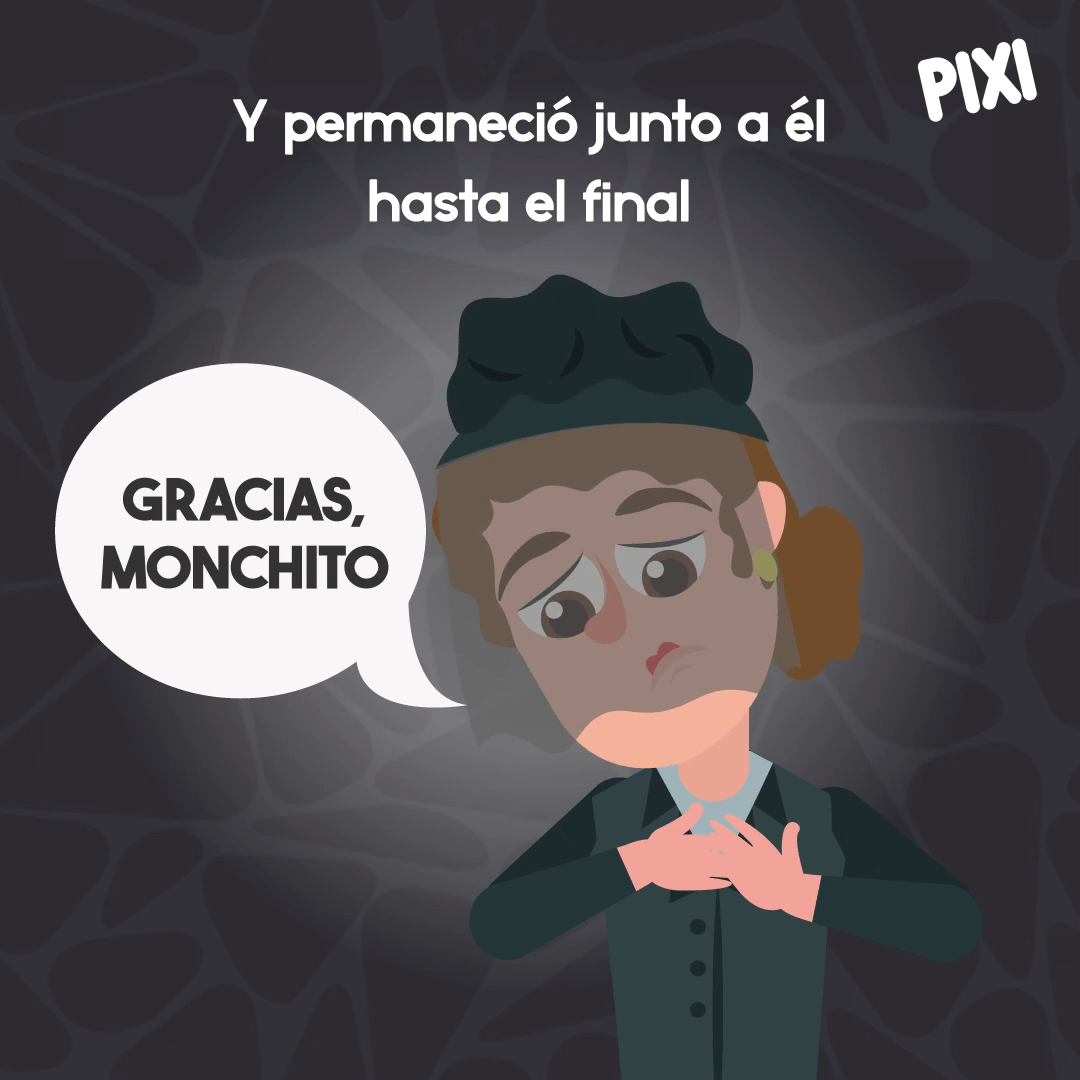 PIXI
Y permaneció junto a él
hasta el final
GRACIAS,
MONCHITO